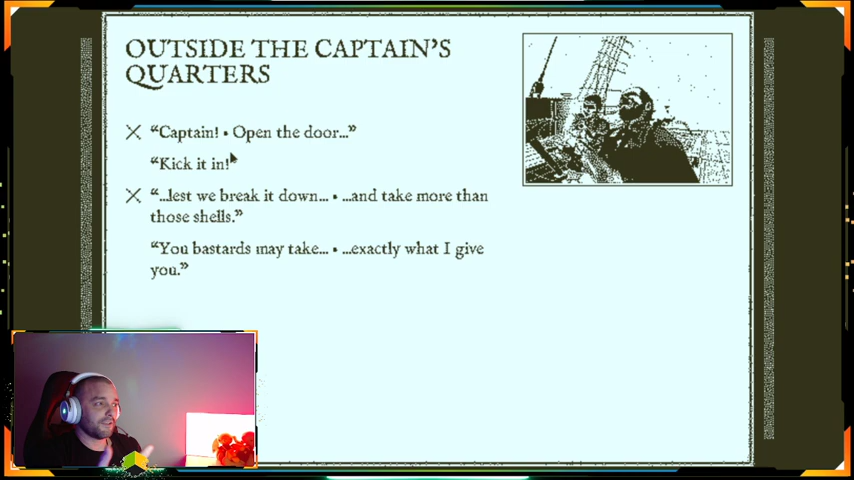 OUTSIDE THE CAPTAIN'S
QUARTERS
"Captain! • Open the door..."
"Kick it in!"
"...lest we break it down... • ...and take more than
those shells."
"You bastards may take... • ...exactly what I give
you."